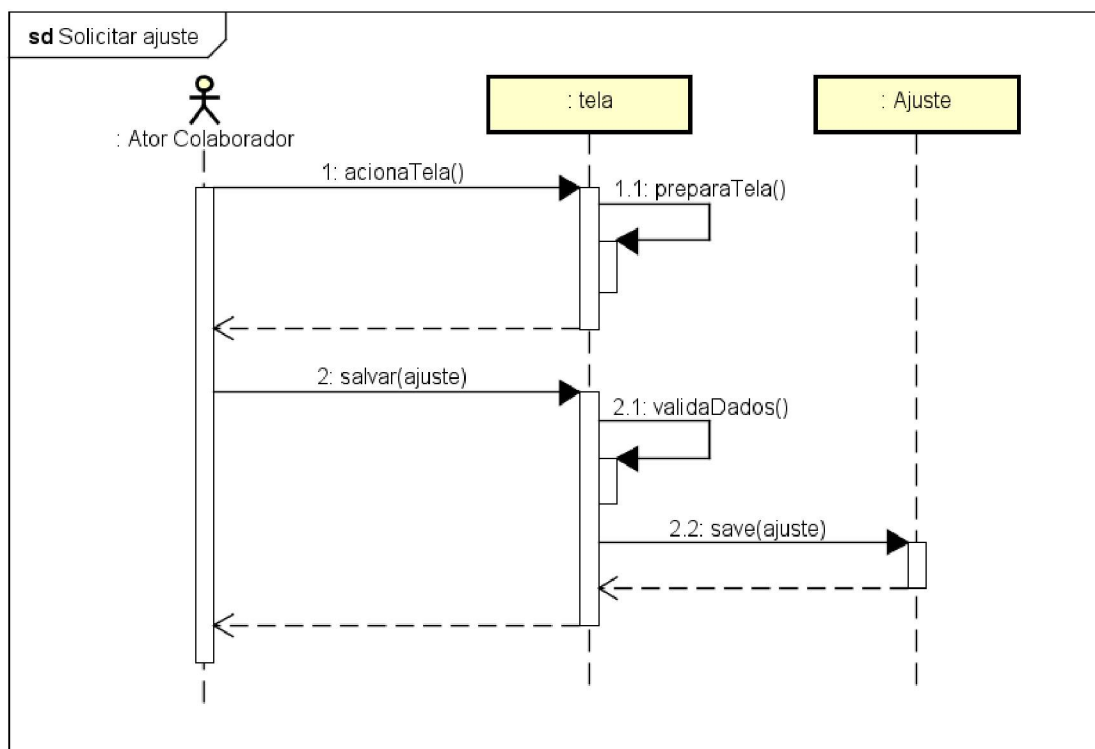 sd Solicitar ajuste
: Ator Colaborador
: tela
: Ajuste
1: acionaTela()
1.1: preparaTela()
2: salvar(ajuste)
2.1: validaDados()
2.2: save(ajuste)